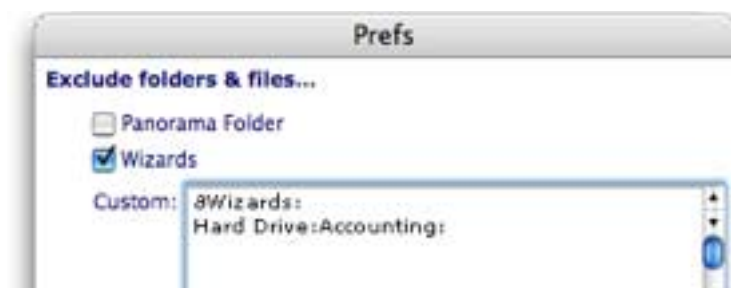 Prefs
Exclude folders & files...
Panorama Folder
Wizards
Custom:
∂Wizards:
Hard Drive:Accounting: